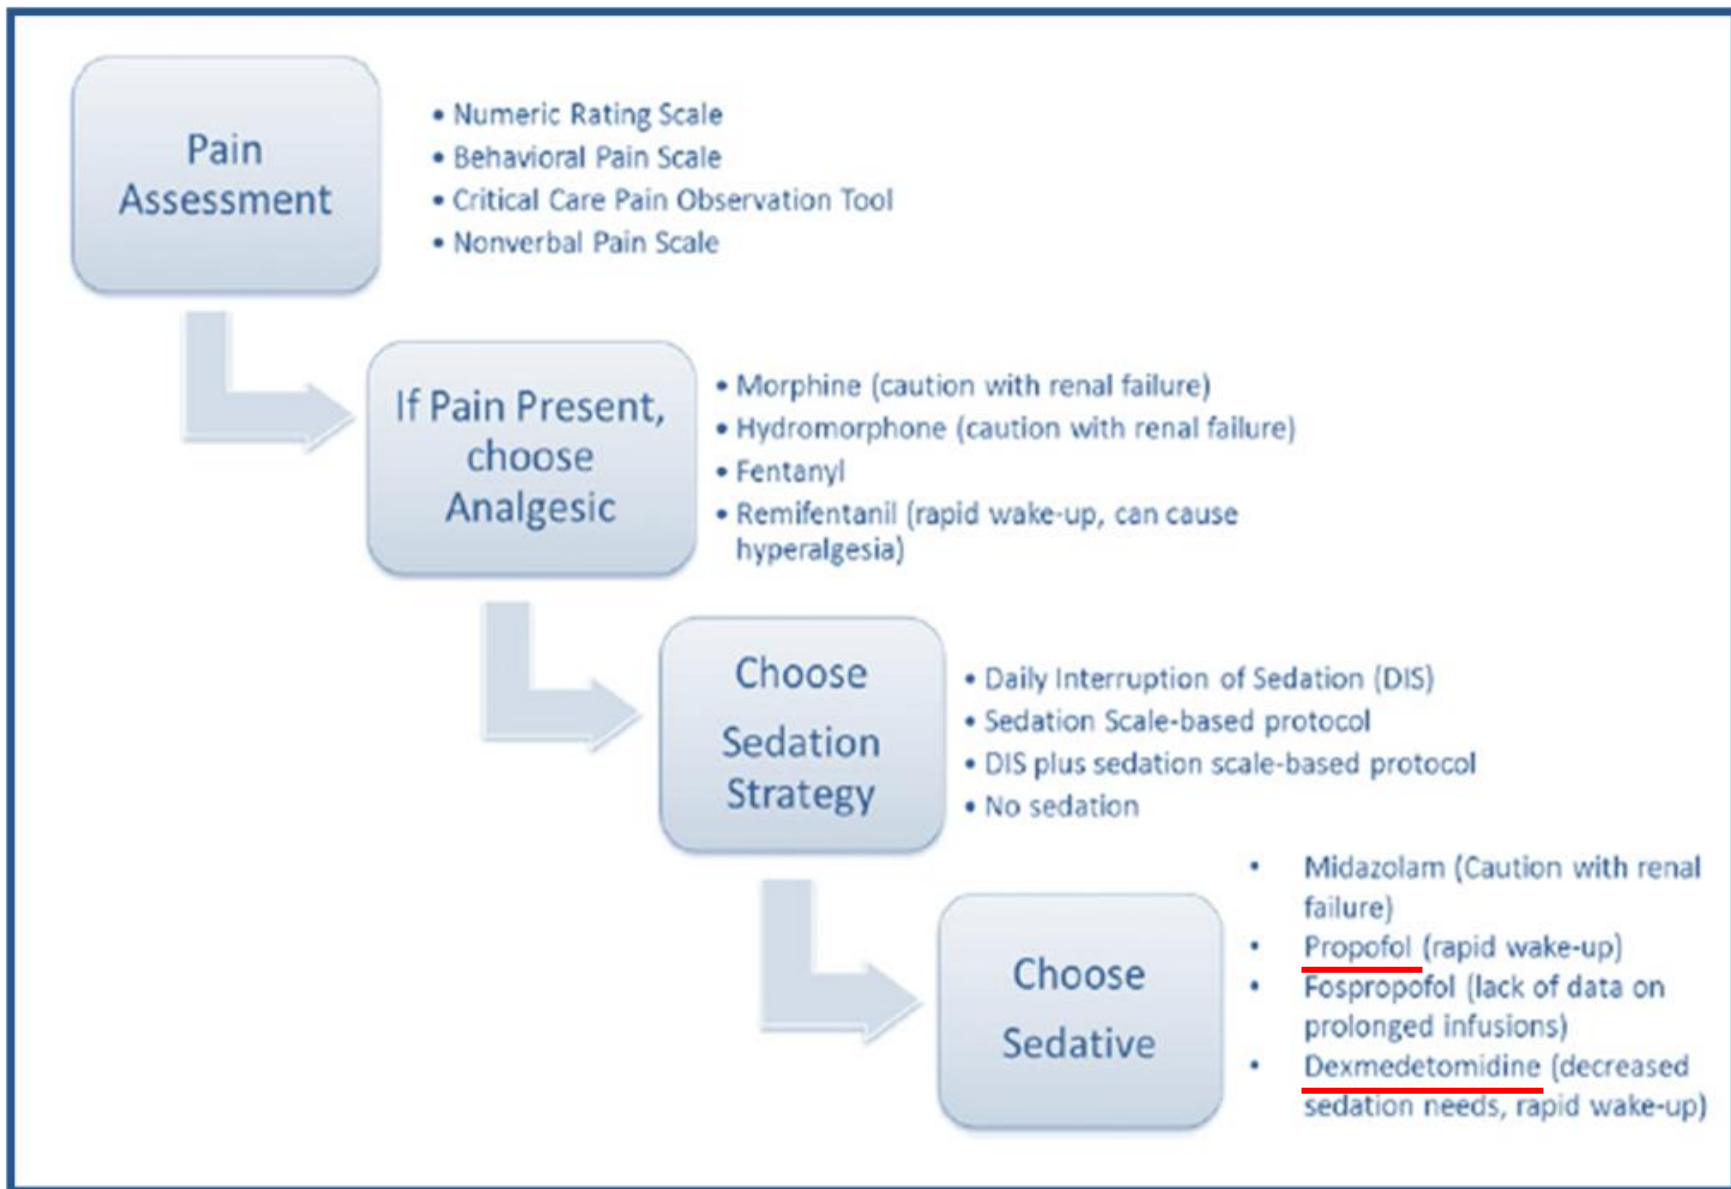 Pain
Assessment
• Numeric Rating Scale
• Behavioral Pain Scale
• Critical Care Pain Observation Tool
• Nonverbal Pain Scale
If Pain Present,
choose
Analgesic
• Morphine (caution with renal failure)
• Hydromorphone (caution with renal failure)
• Fentanyl
• Remifentanil (rapid wake-up, can cause
hyperalgesia)
Choose
Sedation
Strategy
• Daily Interruption of Sedation (DIS)
• Sedation Scale-based protocol
• DIS plus sedation scale-based protocol
• No sedation
Choose
Sedative
• Midazolam (Caution with renal
failure)
• Propofol (rapid wake-up)
• Fospropofol (lack of data on
prolonged infusions)
• Dexmedetomidine (decreased
sedation needs, rapid wake-up)